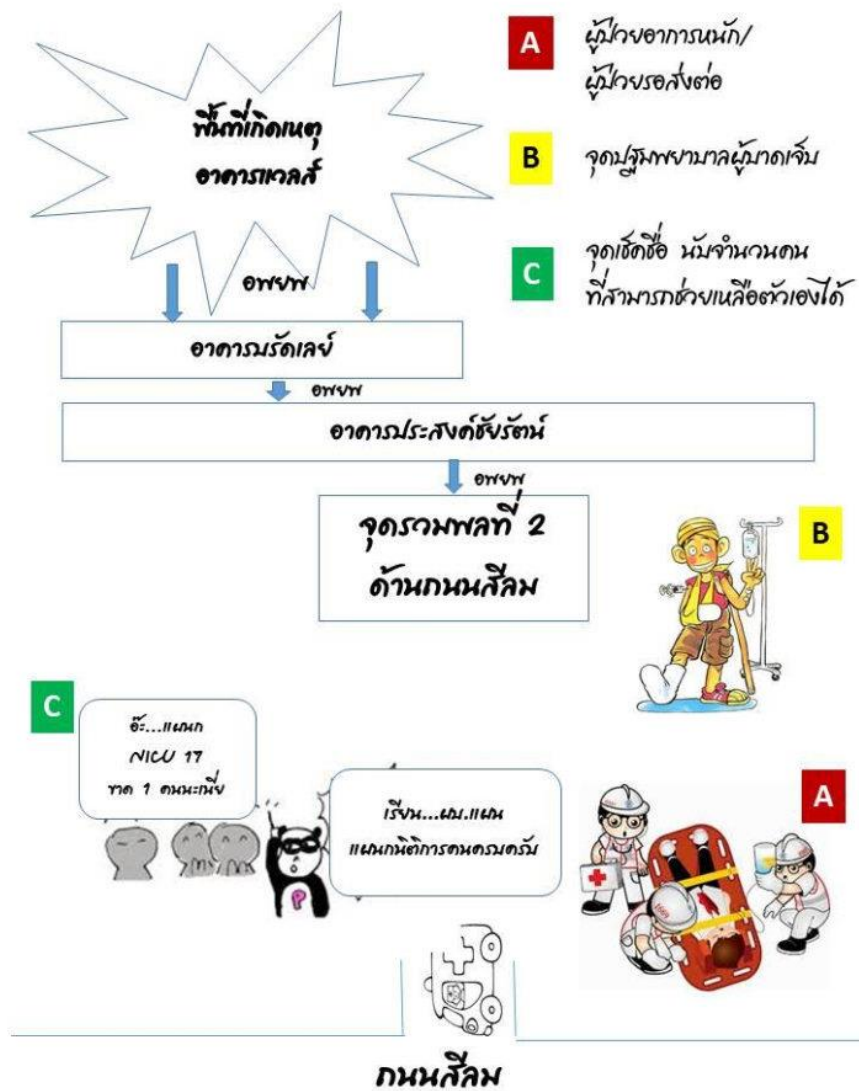 A
ผู้ป่วยอาการหนัก/
ผู้ป่วยรอส่งต่อ
พื้นที่เกิดเหตุ
อาคารแวลส์
B
จุดปฐมพยาบาลผู้บาดเจ็บ
C
จุดเช็คชื่อ นับจำนวนคน
ที่สามารถช่วยเหลือตัวเองได้
อพยพ
อาคารบรัดเลย์
อพยพ
อาคารประสงค์ชัยรัตน์
อพยพ
จุดรวมพลที่ 2
ด้านถนนสีลม
B
C
อ๊ะ...แผนก
NICU 17
ขาด 1 คนนะเนี่ย
A
เรียน...ผบ.แผน
แผนกนิติการคนครบครับ
P
ถนนสีลม